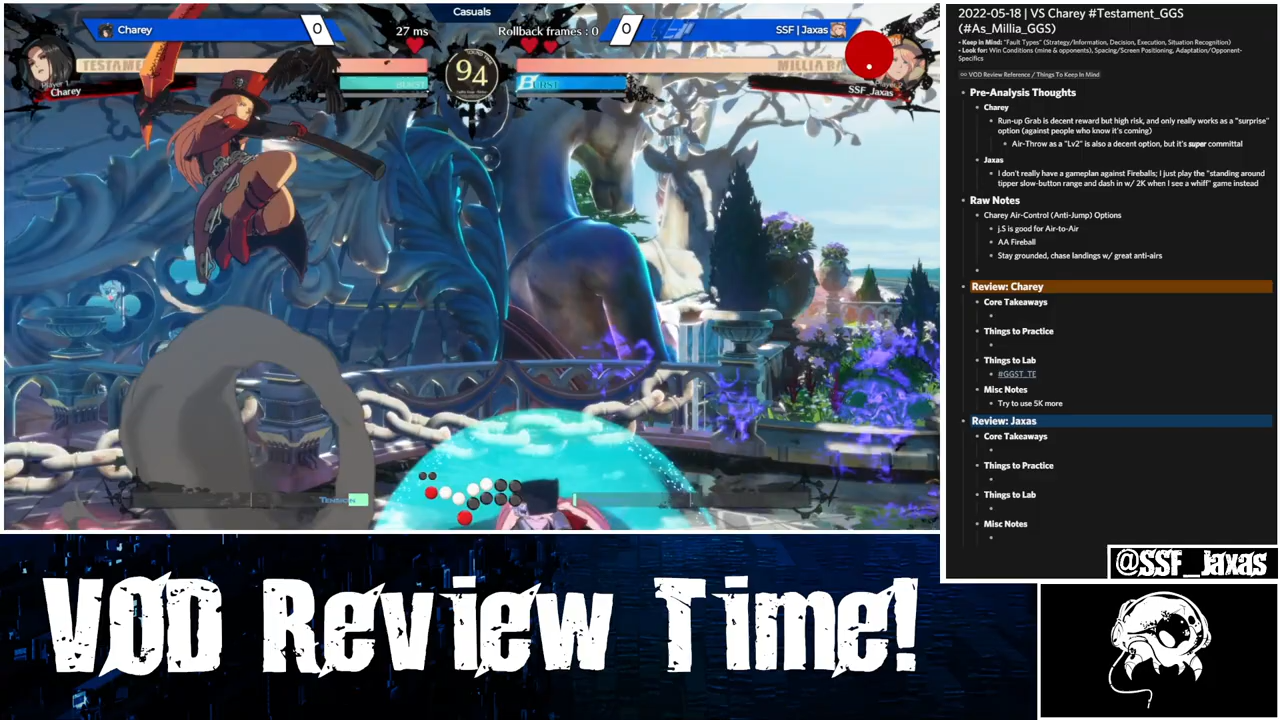 Casuals
Charey
0
27 ms
Rollback frames : 0
0
SSF | Jaxas
94
TESTAME
MILLIA RA
BURST
BURST
Player 1
Charey
SSF_Jaxas
TENSION
2022-05-18 | VS Charey #Testament_GGS
(#As_Millia_GGS)
- Keep in Mind: "Fault Types" (Strategy/Information, Decision, Execution, Situation Recognition)
- Look for: Win Conditions (mine & opponents), Spacing/Screen Positioning, Adaptation/Opponent-
Specifics
VOD Review Reference / Things To Keep In Mind
Pre-Analysis Thoughts
Charey
Run-up Grab is decent reward but high risk, and only really works as a "surprise"
option (against people who know it's coming)
Air-Throw as a "Lv2" is also a decent option, but it's super committal
Jaxas
I don't really have a gameplan against Fireballs; I just play the "standing around
tipper slow-button range and dash in w/ 2K when I see a whiff" game instead
Raw Notes
Charey Air-Control (Anti-Jump) Options
j.S is good for Air-to-Air
AA Fireball
Stay grounded, chase landings w/ great anti-airs
Review: Charey
Core Takeaways
Things to Practice
Things to Lab
#GGST_TE
Misc Notes
Try to use 5K more
Review: Jaxas
Core Takeaways
Things to Practice
Things to Lab
Misc Notes
@SSF_Jaxas
VOD Review Time!